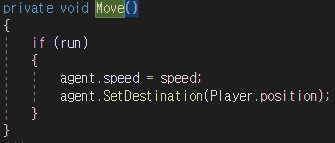 private void Move()
{
if (run)
{
agent.speed = speed;
agent.SetDestination(Player.position);
}
}